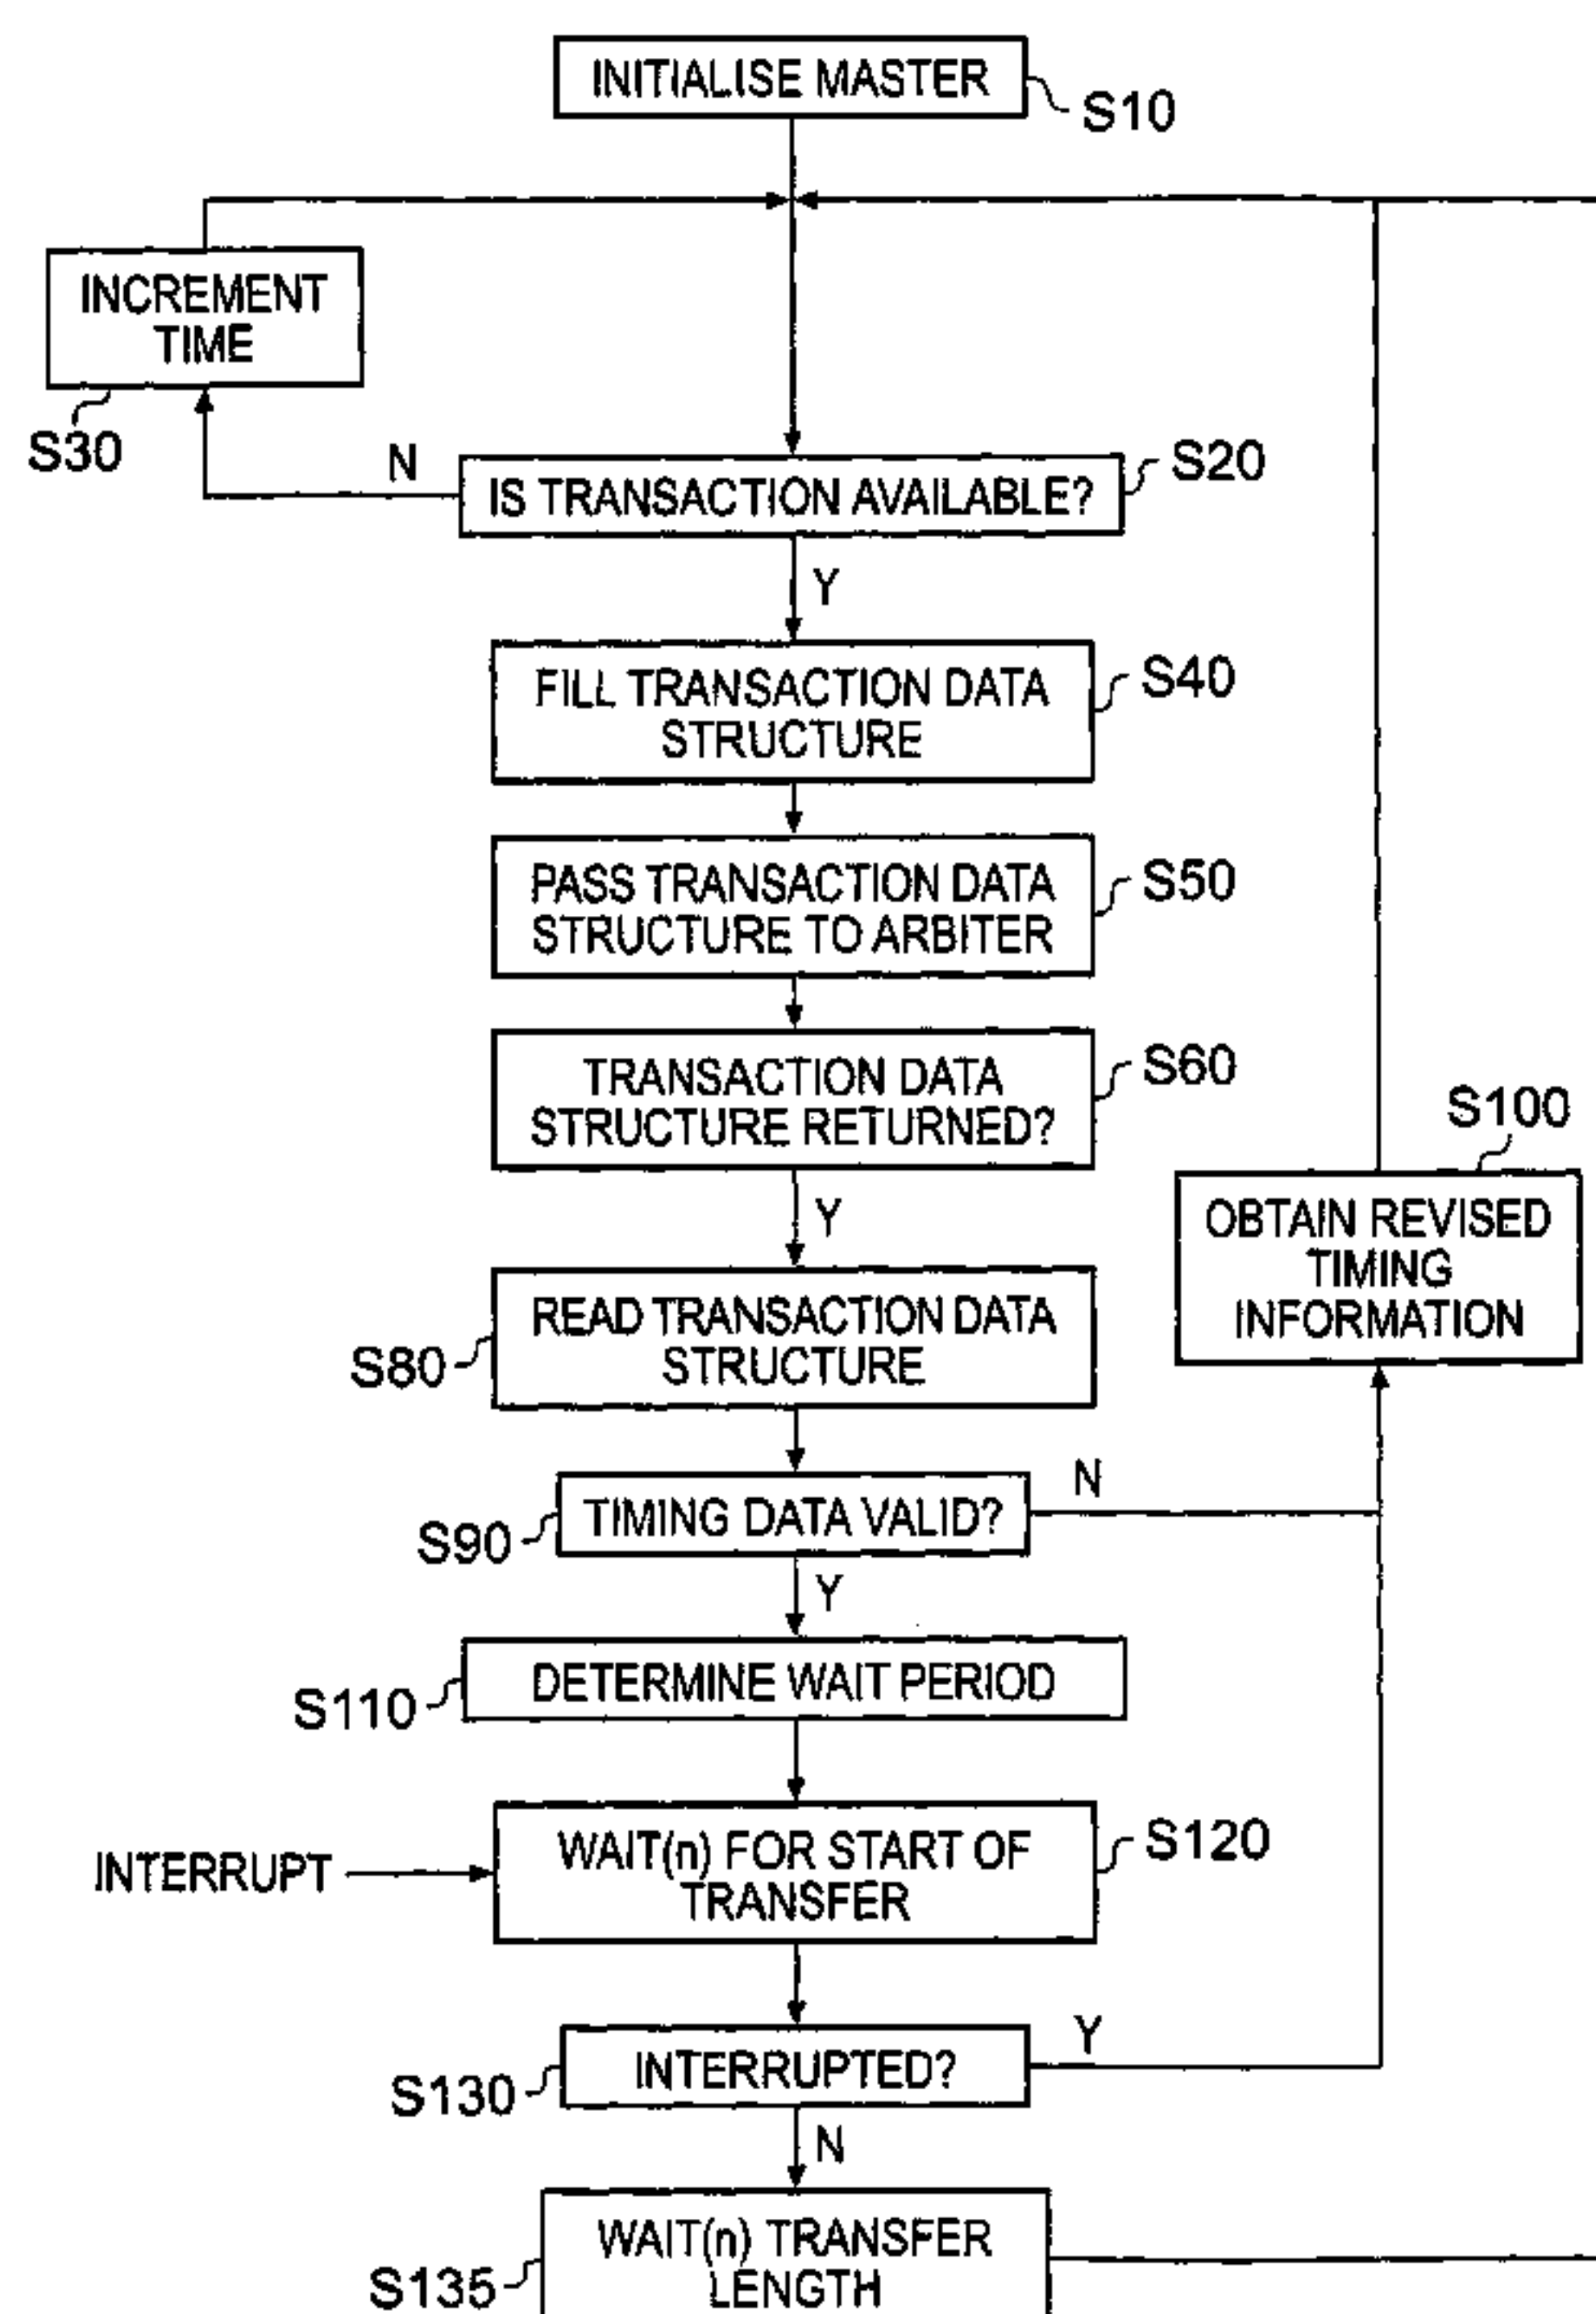 INITIALISE MASTER
S10
INCREMENT
TIME
S30
N
IS TRANSACTION AVAILABLE?
S20
Y
FILL TRANSACTION DATA
STRUCTURE
S40
PASS TRANSACTION DATA
STRUCTURE TO ARBITER
S50
TRANSACTION DATA
STRUCTURE RETURNED?
S60
Y
S100
OBTAIN REVISED
TIMING
INFORMATION
READ TRANSACTION DATA
STRUCTURE
S80
TIMING DATA VALID?
S90
N
Y
DETERMINE WAIT PERIOD
S110
INTERRUPT
WAIT(n) FOR START OF
TRANSFER
S120
INTERRUPTED?
S130
Y
N
WAIT(n) TRANSFER
LENGTH
S135